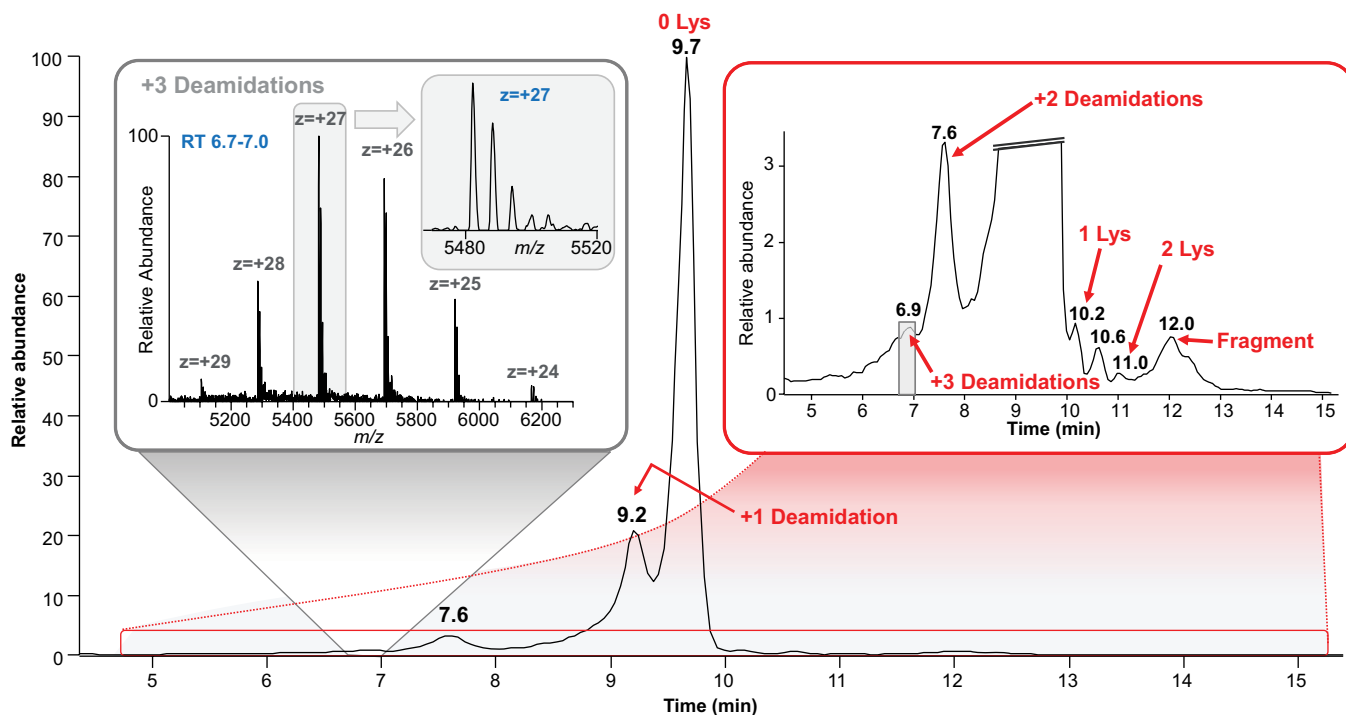 0 Lys
9.7
100
90
80
70
60
50
40
30
20
10
0
Relative abundance
5
6
7
8
9
10
11
12
13
14
15
Time (min)
7.6
9.2
+1 Deamidation
+3 Deamidations
RT 6.7-7.0
100
0
Relative Abundance
z=+29
z=+28
z=+27
z=+26
z=+25
z=+24
5200
5400
5600
5800
6000
6200
m/z
z=+27
5480
m/z
5520
+2 Deamidations
7.6
3
2
1
0
Relative abundance
6.9
+3 Deamidations
1 Lys
10.2
10.6
2 Lys
11.0
12.0
Fragment
5
6
7
8
9
10
11
12
13
14
15
Time (min)